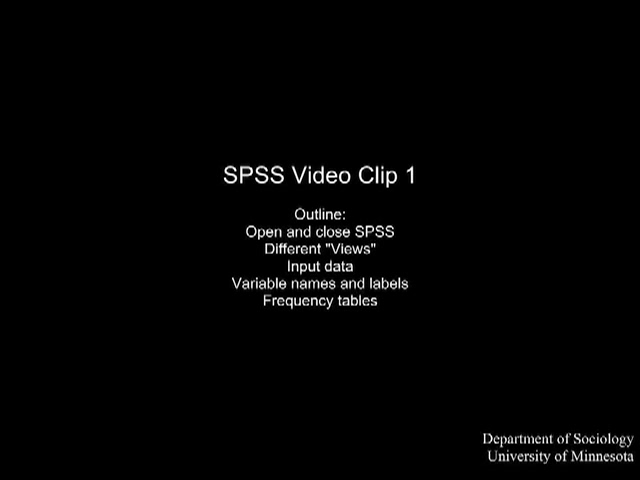 SPSS Video Clip 1
Outline:
Open and close SPSS
Different "Views"
Input data
Variable names and labels
Frequency tables
Department of Sociology
University of Minnesota